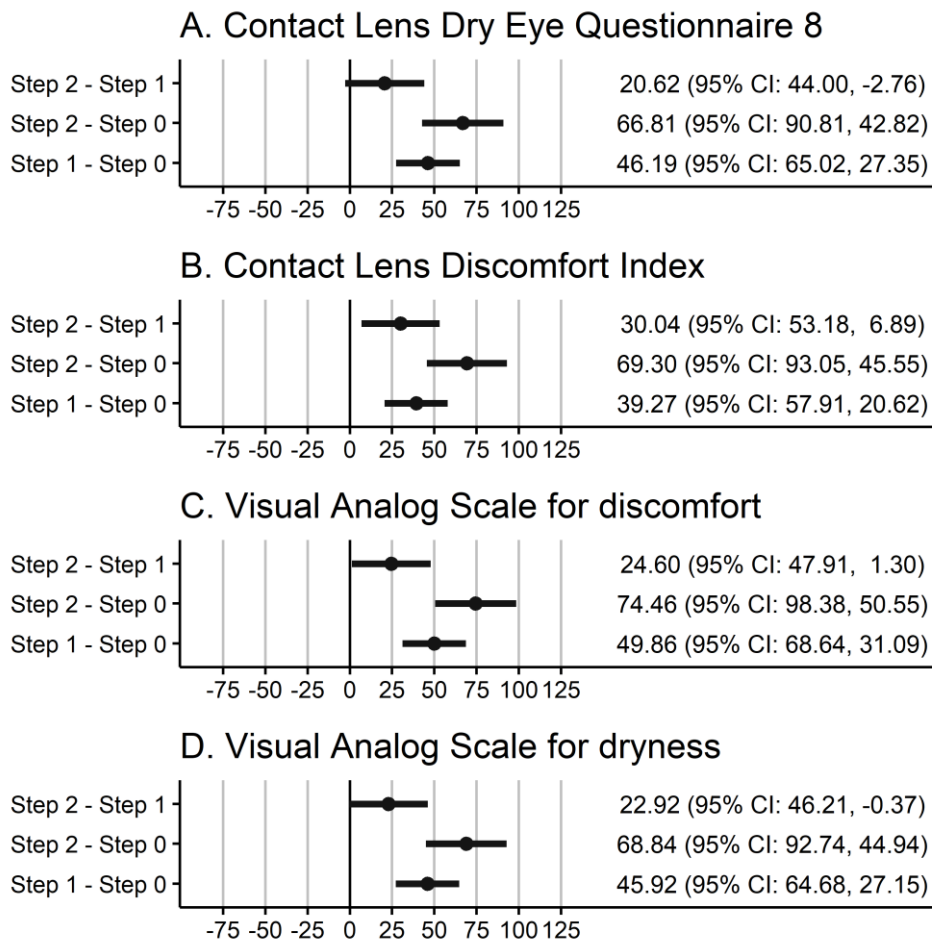 A. Contact Lens Dry Eye Questionnaire 8
Step 2 - Step 1 20.62 (95% CI: 44.00, -2.76)
Step 2 - Step 0 66.81 (95% CI: 90.81, 42.82)
Step 1 - Step 0 46.19 (95% CI: 65.02, 27.35)
-75 -50 -25 0 25 50 75 100 125
B. Contact Lens Discomfort Index
Step 2 - Step 1 30.04 (95% CI: 53.18, 6.89)
Step 2 - Step 0 69.30 (95% CI: 93.05, 45.55)
Step 1 - Step 0 39.27 (95% CI: 57.91, 20.62)
-75 -50 -25 0 25 50 75 100 125
C. Visual Analog Scale for discomfort
Step 2 - Step 1 24.60 (95% CI: 47.91, 1.30)
Step 2 - Step 0 74.46 (95% CI: 98.38, 50.55)
Step 1 - Step 0 49.86 (95% CI: 68.64, 31.09)
-75 -50 -25 0 25 50 75 100 125
D. Visual Analog Scale for dryness
Step 2 - Step 1 22.92 (95% CI: 46.21, -0.37)
Step 2 - Step 0 68.84 (95% CI: 92.74, 44.94)
Step 1 - Step 0 45.92 (95% CI: 64.68, 27.15)
-75 -50 -25 0 25 50 75 100 125